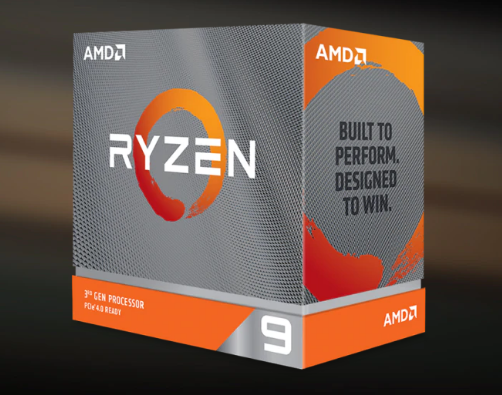 AMD
RYZEN
3rd GEN PROCESSOR
PCIe® 4.0 READY
9
AMD
BUILT TO
PERFORM.
DESIGNED
TO WIN.
AMD